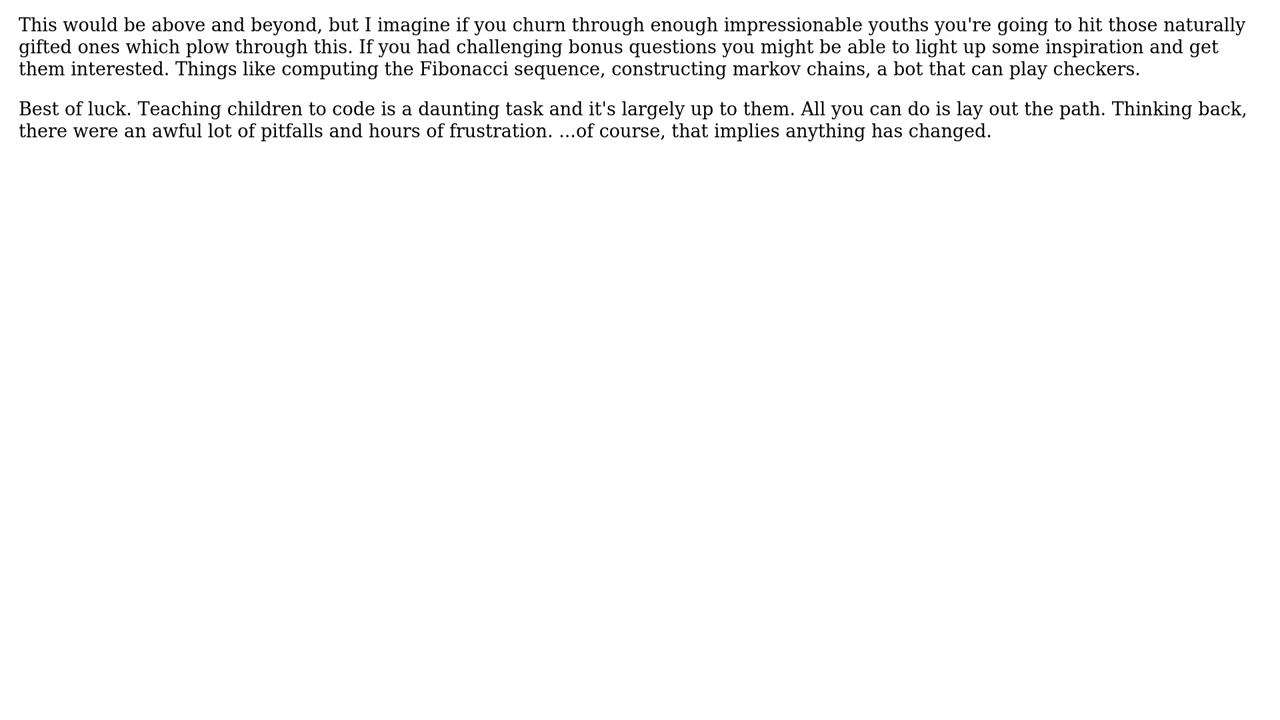 This would be above and beyond, but I imagine if you churn through enough impressionable youths you're going to hit those naturally
gifted ones which plow through this. If you had challenging bonus questions you might be able to light up some inspiration and get
them interested. Things like computing the Fibonacci sequence, constructing markov chains, a bot that can play checkers.
Best of luck. Teaching children to code is a daunting task and it's largely up to them. All you can do is lay out the path. Thinking back,
there were an awful lot of pitfalls and hours of frustration. ...of course, that implies anything has changed.